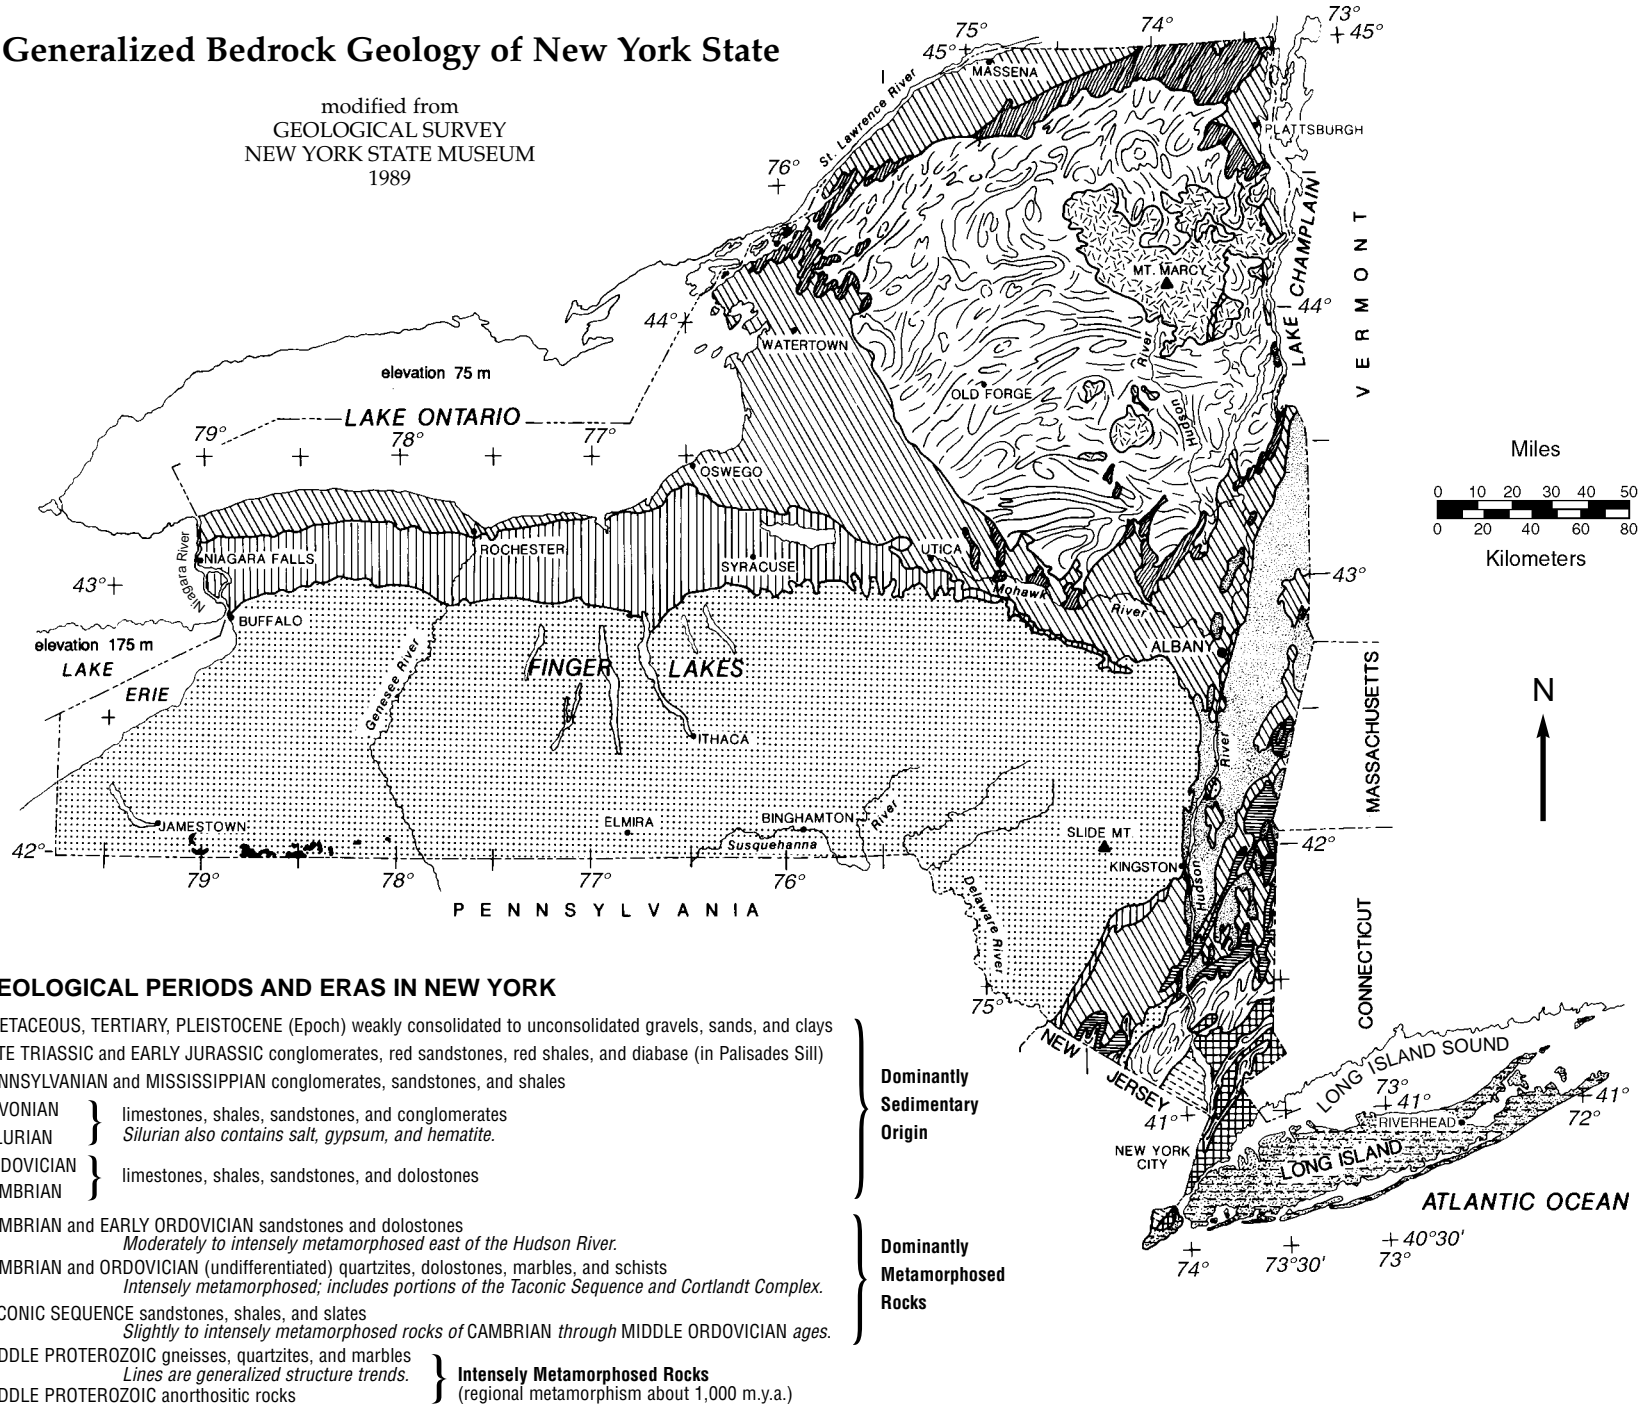 Generalized Bedrock Geology of New York State
modified from
GEOLOGICAL SURVEY
NEW YORK STATE MUSEUM
1989
73°
45°
75°
45°
74°
MASSENA
St. Lawrence River
PLATTSBURGH
76°
LAKE CHAMPLAIN
VERMONT
MT. MARCY
44°
44°
WATERTOWN
River
Hudson
OLD FORGE
elevation 75 m
LAKE ONTARIO
79°
78°
77°
OSWEGO
Miles
0 10 20 30 40 50
0 20 40 60 80
Kilometers
ROCHESTER
NIAGARA FALLS
Niagara River
UTICA
SYRACUSE
43°
43°
Mohawk
River
BUFFALO
elevation 175 m
LAKE
ERIE
ALBANY
FINGER LAKES
Genesee River
MASSACHUSETTS
N
ITHACA
River
JAMESTOWN
ELMIRA
BINGHAMTON
River
Susquehanna
SLIDE MT.
KINGSTON
Hudson
42°
42°
79°
78°
77°
76°
PENNSYLVANIA
Delaware River
CONNECTICUT
75°
NEW
JERSEY
41°
NEW YORK
CITY
LONG ISLAND SOUND
73°
41°
41°
72°
RIVERHEAD
LONG ISLAND
ATLANTIC OCEAN
40°30'
73°
73°30'
74°
EOLOGICAL PERIODS AND ERAS IN NEW YORK
ETACEOUS, TERTIARY, PLEISTOCENE (Epoch) weakly consolidated to unconsolidated gravels, sands, and clays
TE TRIASSIC and EARLY JURASSIC conglomerates, red sandstones, red shales, and diabase (in Palisades Sill)
NNSYLVANIAN and MISSISSIPPIAN conglomerates, sandstones, and shales
VONIAN
LURIAN
limestones, shales, sandstones, and conglomerates
Silurian also contains salt, gypsum, and hematite.
DOVICIAN
MBRIAN
limestones, shales, sandstones, and dolostones
Dominantly
Sedimentary
Origin
MBRIAN and EARLY ORDOVICIAN sandstones and dolostones
Moderately to intensely metamorphosed east of the Hudson River.
MBRIAN and ORDOVICIAN (undifferentiated) quartzites, dolostones, marbles, and schists
Intensely metamorphosed; includes portions of the Taconic Sequence and Cortlandt Complex.
CONIC SEQUENCE sandstones, shales, and slates
Slightly to intensely metamorphosed rocks of CAMBRIAN through MIDDLE ORDOVICIAN ages.
Dominantly
Metamorphosed
Rocks
DDLE PROTEROZOIC gneisses, quartzites, and marbles
Lines are generalized structure trends.
DDLE PROTEROZOIC anorthositic rocks
Intensely Metamorphosed Rocks
(regional metamorphism about 1,000 m.y.a.)